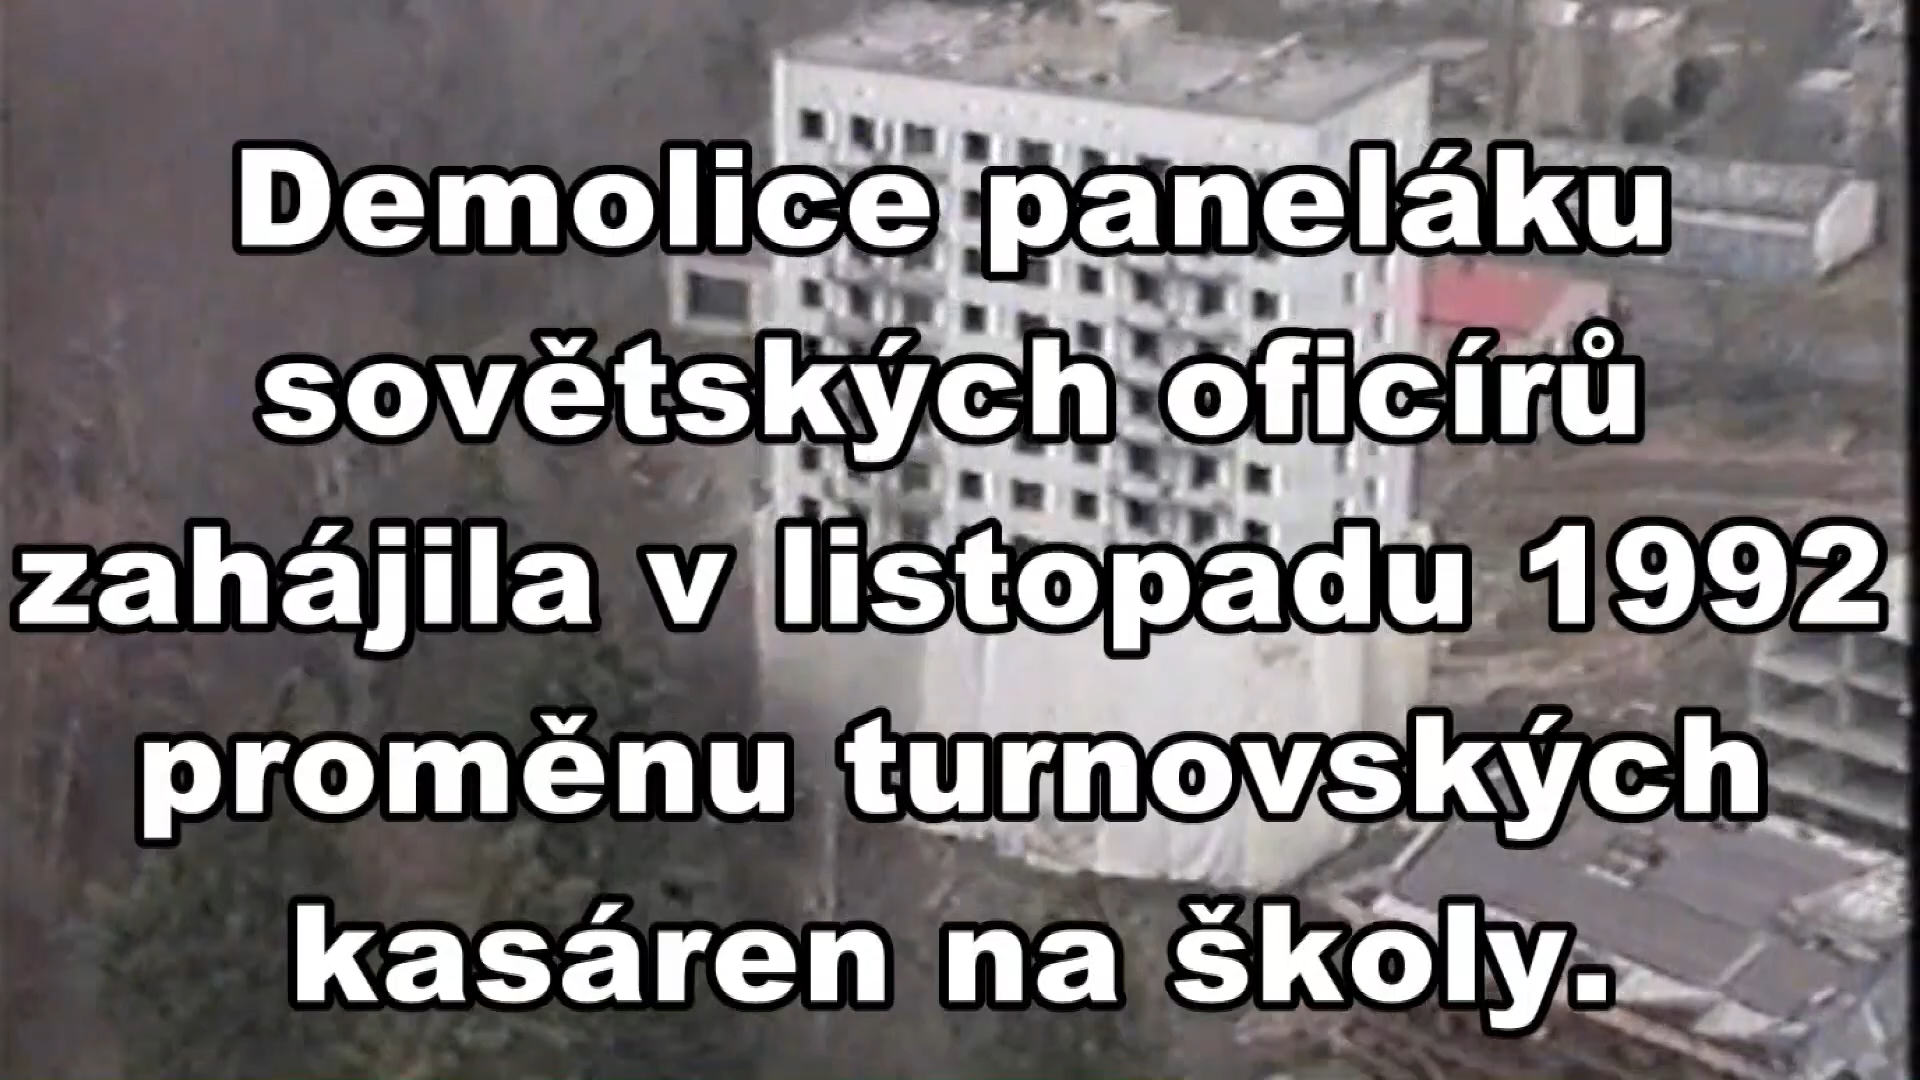 Demolice paneláku
sovětských oficírů
zahájila v listopadu 1992
proměnu turnovských
kasáren na školy.